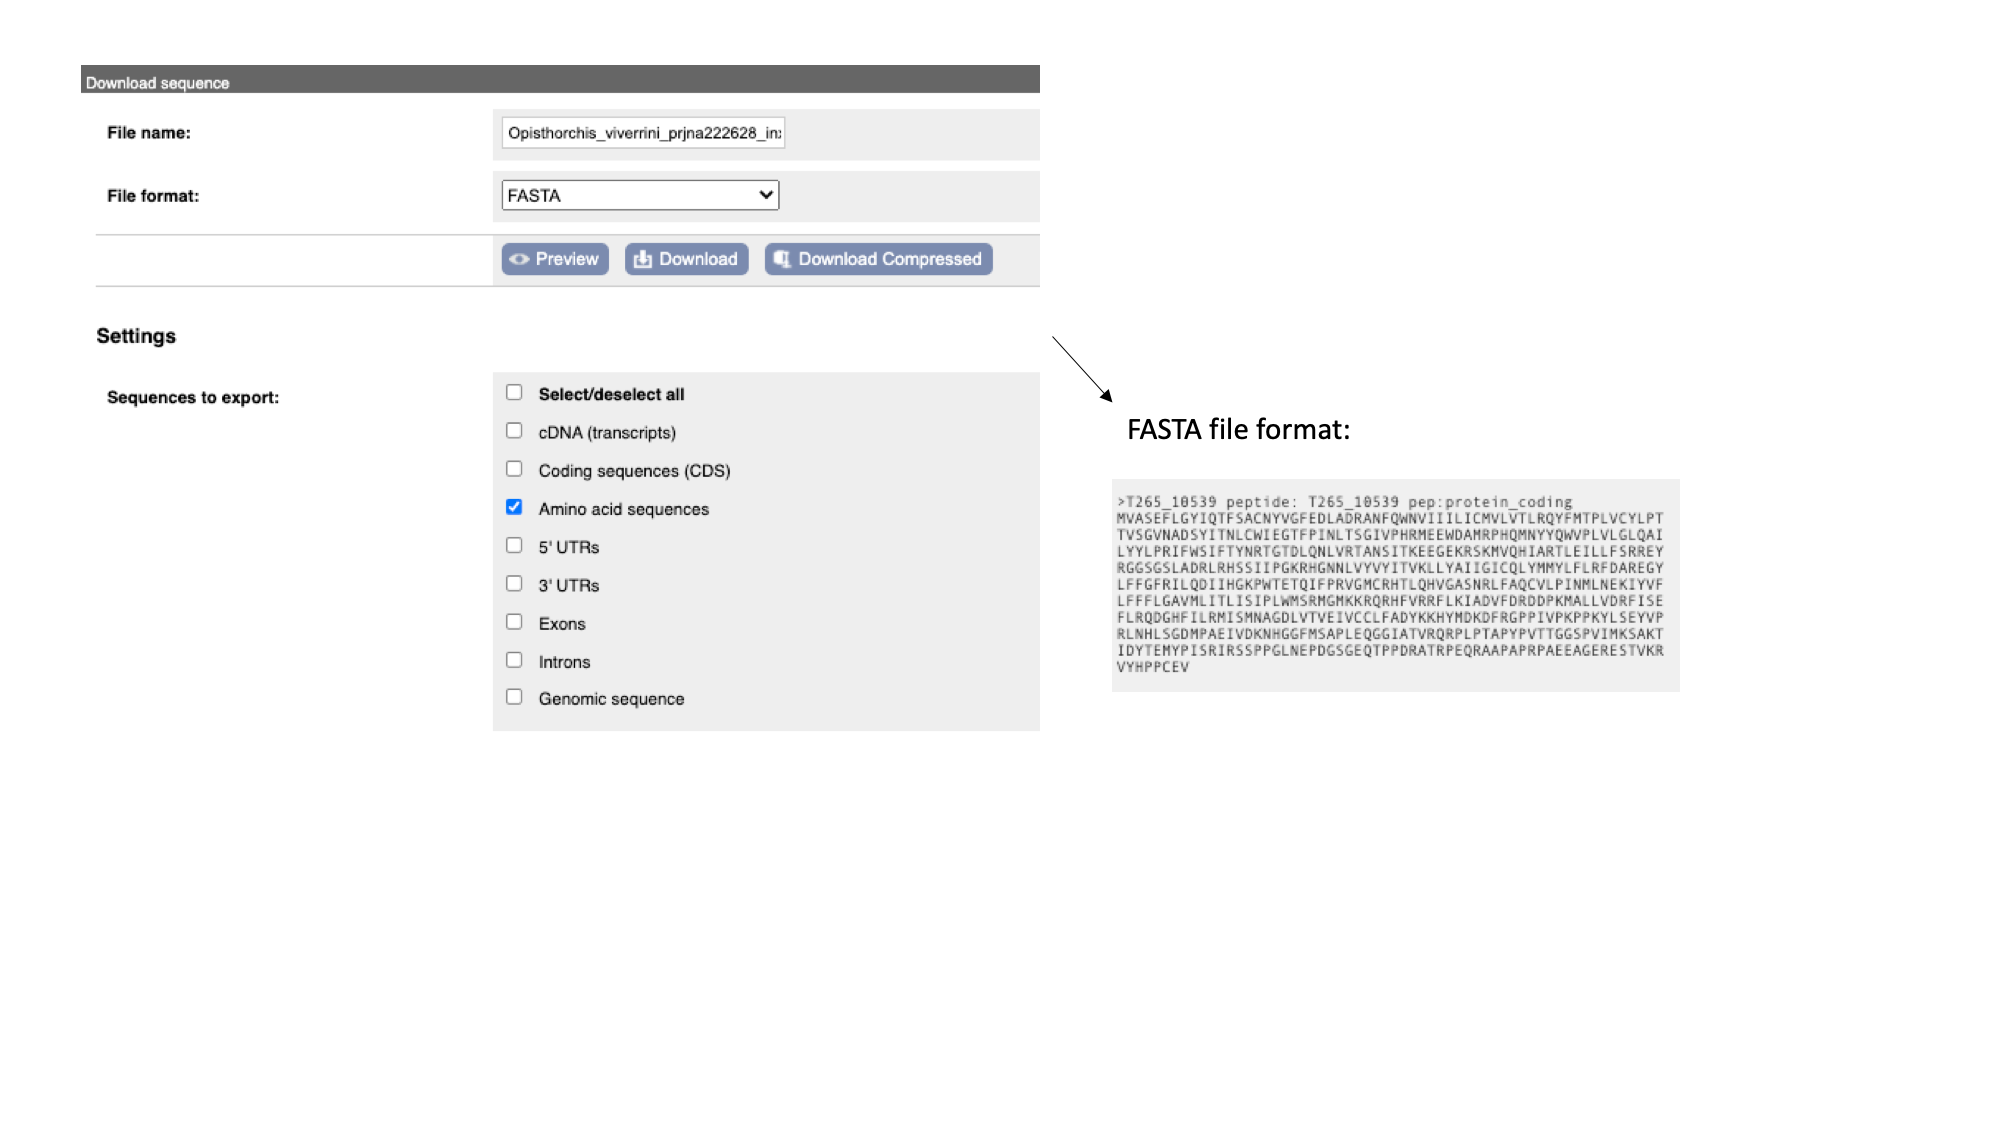 Download sequence
File name:
Opisthorchis_viverrini_prjna222628_in
File format:
FASTA
Preview
Download
Download Compressed
Settings
Sequences to export:
Select/deselect all
cDNA (transcripts)
Coding sequences (CDS)
Amino acid sequences
5' UTRs
3' UTRs
Exons
Introns
Genomic sequence
FASTA file format:
>T265_10539 peptide: T265_10539 pep:protein_coding
MVASEFLGYIQTFSACNYVGFEDLADRANFQWNVIIILICMVLVTLRQYFMTPLVCYLPT
TVSGVNADSYITNLCWIEGTFPINLTSGIVPHRMEEWDAMRPHQMNYYQWVPLVLGLQAI
LYYLPRIFWSIFTYNRTGTDLQNLVRTANSITKEEGEKRSKMVQHIARTLEILLFSRREY
RGGSGSLADRLRHSSIIPGKRHGNNLVYVYITVKLLYAIIGICQLYMMYLFLRFDAREGY
LFFGFRILQDIIHGKPWTETQIFPRVGMCRHTLQHVGASNRLFAQCVLPINMLNEKIYVF
LFFFLGAVMLITLISIPLWMSRMGMKKRQRHFVRRFLKIADVFDRDDPKMALLVDRFISE
FLRQDGHFILRMISMNAGDLVTVEIVCCLFADYKKHYMDKDFRGPPIVPKPPKYLSEYVP
RLNHLSGDMPAEIVDKNHGGFMSAPLEQGGIATVRQRPLPTAPYPVTTGGSPVIMKSAKT
IDYTEMYPISRIRSSPPGLNEPDGSGEQTPPDRATRPEQRAAPAPRPAEEAGERESTVKR
VYHPPCEV